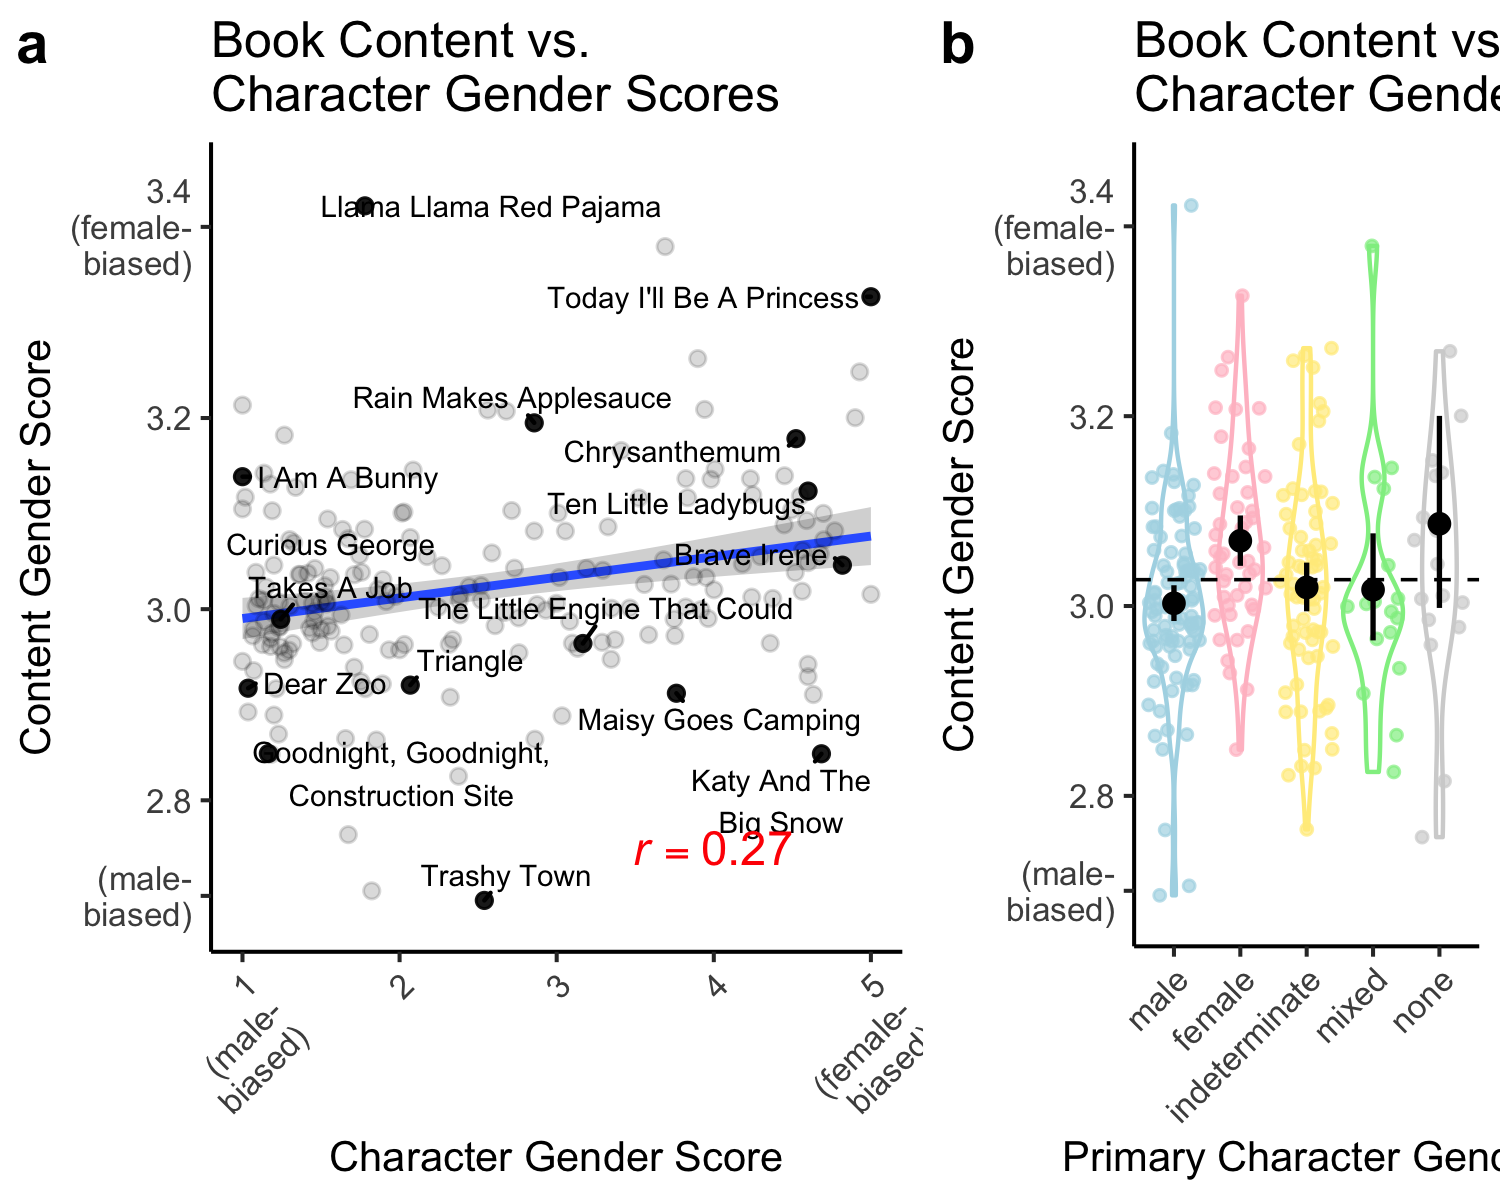 a
Book Content vs.
Character Gender Scores
Content Gender Score
3.4
(female-
biased)
3.2
3.0
2.8
(male-
biased)
Llama Llama Red Pajama
Today I'll Be A Princess
Rain Makes Applesauce
Chrysanthemum
I Am A Bunny
Ten Little Ladybugs
Curious George
Takes A Job
Brave Irene
The Little Engine That Could
Triangle
Dear Zoo
Maisy Goes Camping
Goodnight, Goodnight,
Construction Site
Katy And The
Big Snow
r = 0.27
Trashy Town
1
(male-
biased)
2
3
4
5
(female-
biased)
Character Gender Score
b
Book Content vs
Character Gende
Content Gender Score
3.4
(female-
biased)
3.2
3.0
2.8
(male-
biased)
male
female
indeterminate
mixed
none
Primary Character Gend